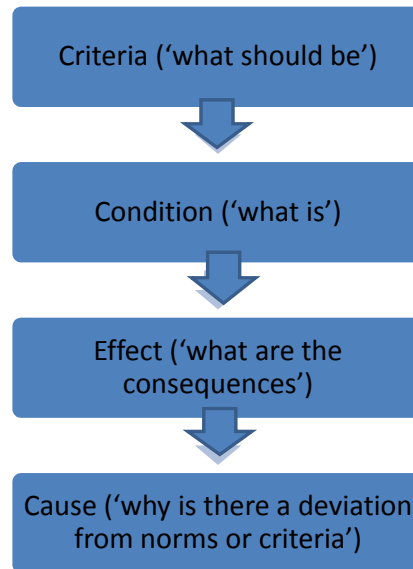 Criteria (‘what should be’)
Condition (‘what is’)
Effect (‘what are the
consequences’)
Cause (‘why is there a deviation
from norms or criteria’)